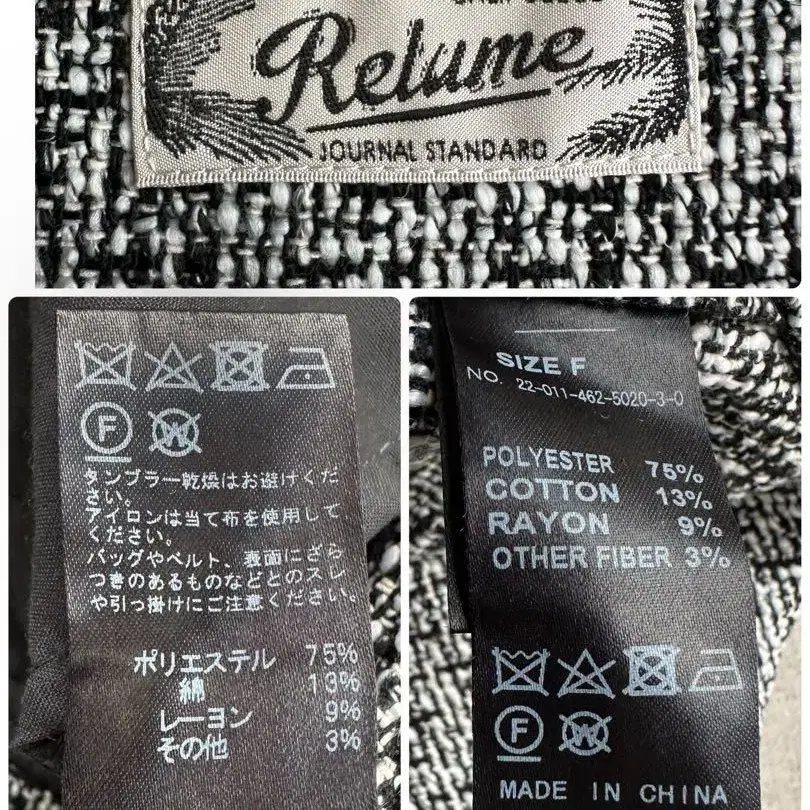 Relume
JOURNAL STANDARD
F
W
タンブラー乾燥はお避けくだ
さい。
アイロンは当て布を使用して
ください。
バッグやベルト、表面にざら
つきのあるものなどとのスレ
や引っ掛けにご注意ください。
ポリエステル 75%
綿 13%
レーヨン 9%
その他 3%
SIZE F
NO. 22-011-462-5020-3-0
POLYESTER 75%
COTTON 13%
RAYON 9%
OTHER FIBER 3%
F
W
MADE IN CHINA